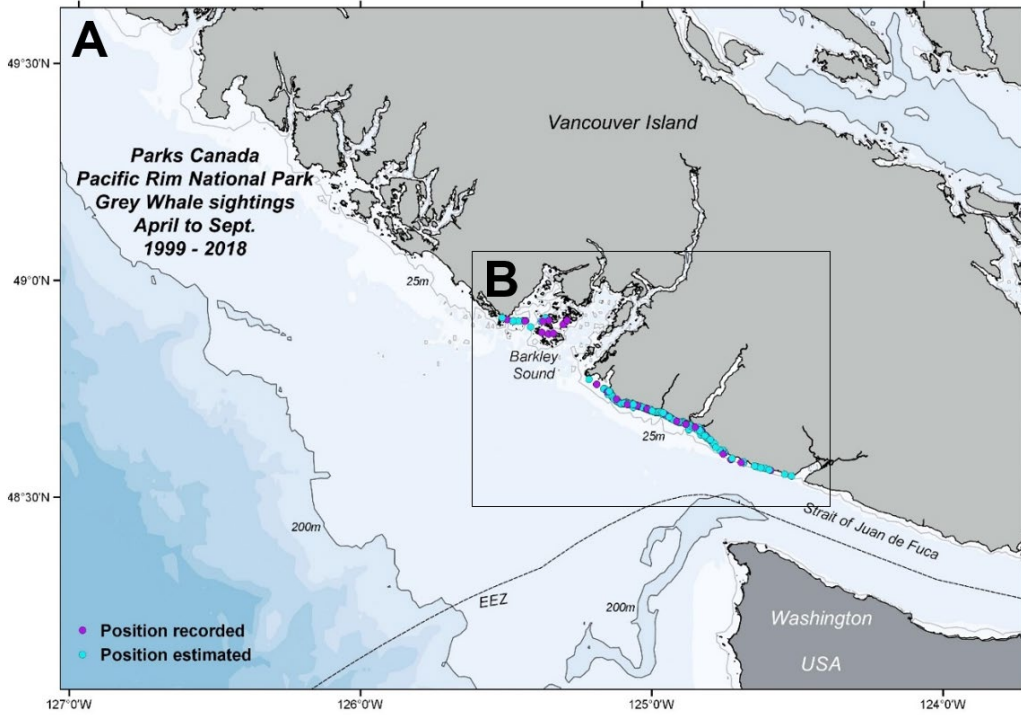 A
49°30'N
Vancouver Island
Parks Canada
Pacific Rim National Park
Grey Whale sightings
April to Sept.
1999 - 2018
49°0'N
25m
B
Barkley
Sound
25m
48°30'N
200m
Strait of Juan de Fuca
EEZ
200m
Washington
USA
Position recorded
Position estimated
127°0'W
126°0'W
125°0'W
124°0'W